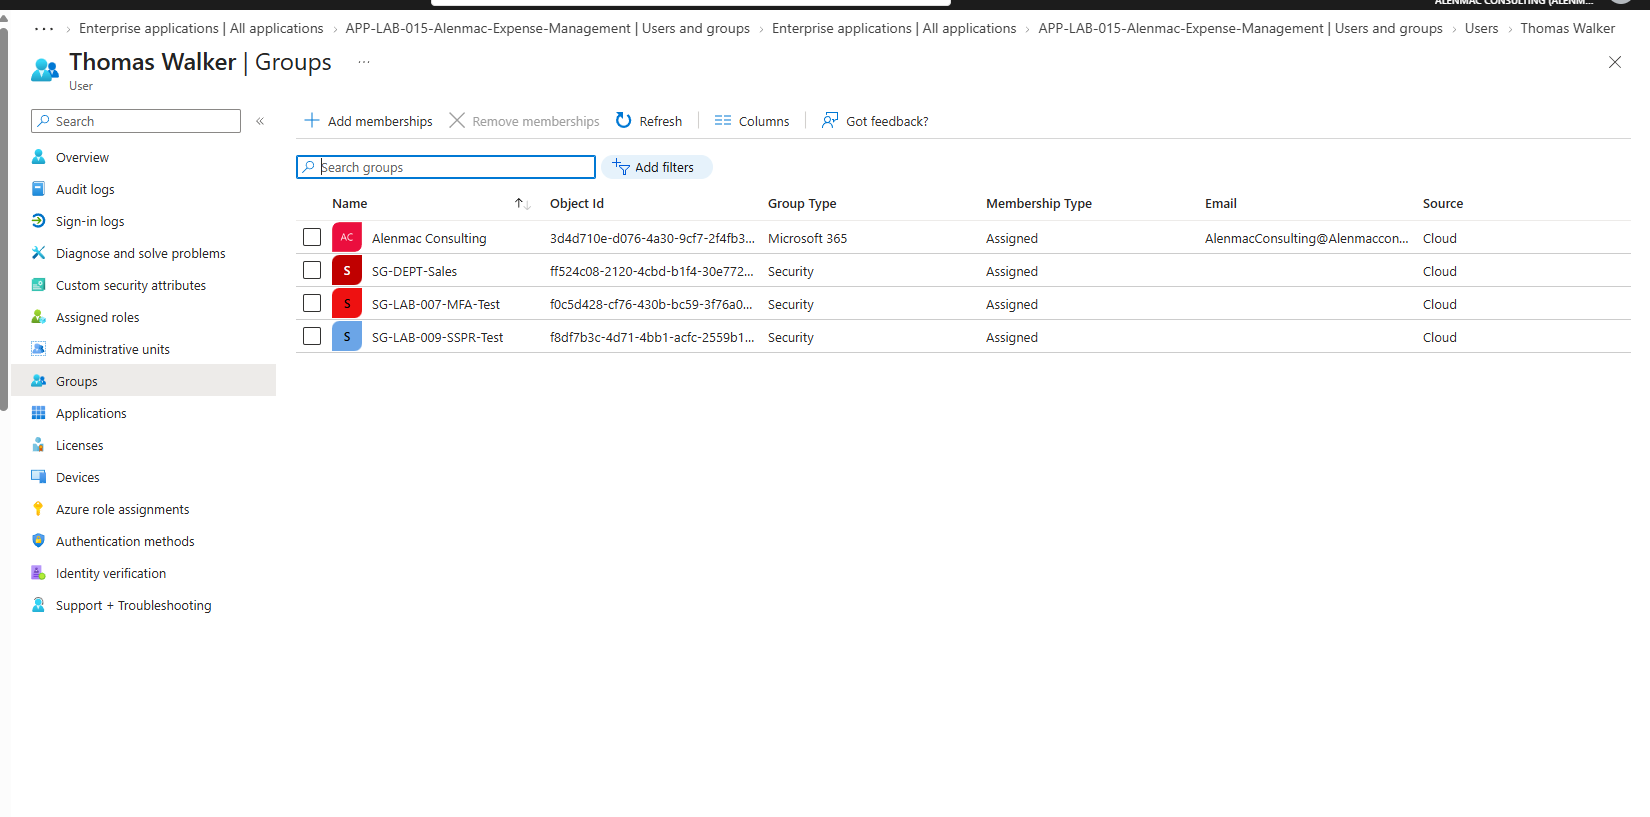 ALENMAC CONSULTING (ALENM...
··· › Enterprise applications | All applications › APP-LAB-015-Alenmac-Expense-Management | Users and groups › Enterprise applications | All applications › APP-LAB-015-Alenmac-Expense-Management | Users and groups › Users › Thomas Walker
Thomas Walker | Groups ···
User
Search «
Add memberships Remove memberships Refresh Columns Got feedback?
Overview
Audit logs
Sign-in logs
Diagnose and solve problems
Custom security attributes
Assigned roles
Administrative units
Groups
Applications
Licenses
Devices
Azure role assignments
Authentication methods
Identity verification
Support + Troubleshooting
Search groups Add filters
Name ↑↓ Object Id Group Type Membership Type Email Source
AC Alenmac Consulting 3d4d710e-d076-4a30-9cf7-2f4fb3... Microsoft 365 Assigned AlenmacConsulting@Alenmaccon... Cloud
S SG-DEPT-Sales ff524c08-2120-4cbd-b1f4-30e772... Security Assigned Cloud
S SG-LAB-007-MFA-Test f0c5d428-cf76-430b-bc59-3f76a0... Security Assigned Cloud
S SG-LAB-009-SSPR-Test f8df7b3c-4d71-4bb1-acfc-2559b1... Security Assigned Cloud